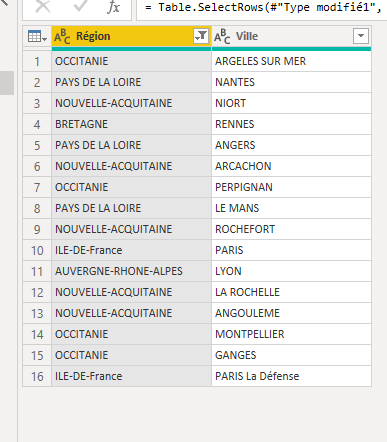 = Table.SelectRows(#"Type modifié1",
Région Ville
1 OCCITANIE ARGELES SUR MER
2 PAYS DE LA LOIRE NANTES
3 NOUVELLE-ACQUITAINE NIORT
4 BRETAGNE RENNES
5 PAYS DE LA LOIRE ANGERS
6 NOUVELLE-ACQUITAINE ARCACHON
7 OCCITANIE PERPIGNAN
8 PAYS DE LA LOIRE LE MANS
9 NOUVELLE-ACQUITAINE ROCHEFORT
10 ILE-DE-France PARIS
11 AUVERGNE-RHONE-ALPES LYON
12 NOUVELLE-ACQUITAINE LA ROCHELLE
13 NOUVELLE-ACQUITAINE ANGOULEME
14 OCCITANIE MONTPELLIER
15 OCCITANIE GANGES
16 ILE-DE-France PARIS La Défense